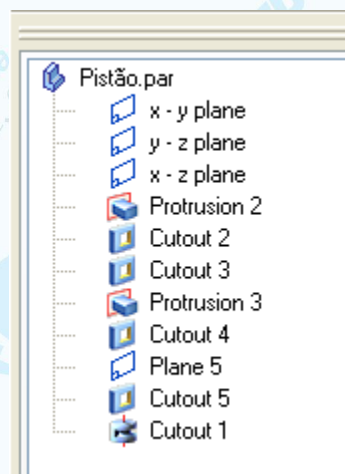 Pistão.par
x - y plane
y - z plane
x - z plane
Protrusion 2
Cutout 2
Cutout 3
Protrusion 3
Cutout 4
Plane 5
Cutout 5
Cutout 1